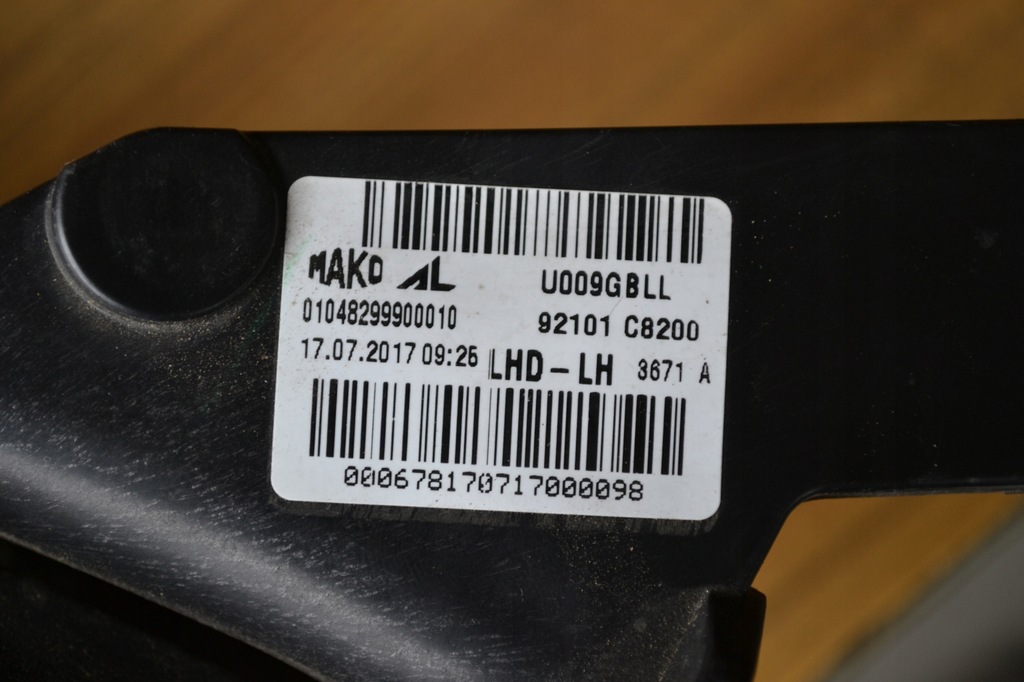 MAKO AL U009GBLL
01048299900010 92101 C8200
17.07.2017 09:26 LHD-LH 3671 A
000678170717000098